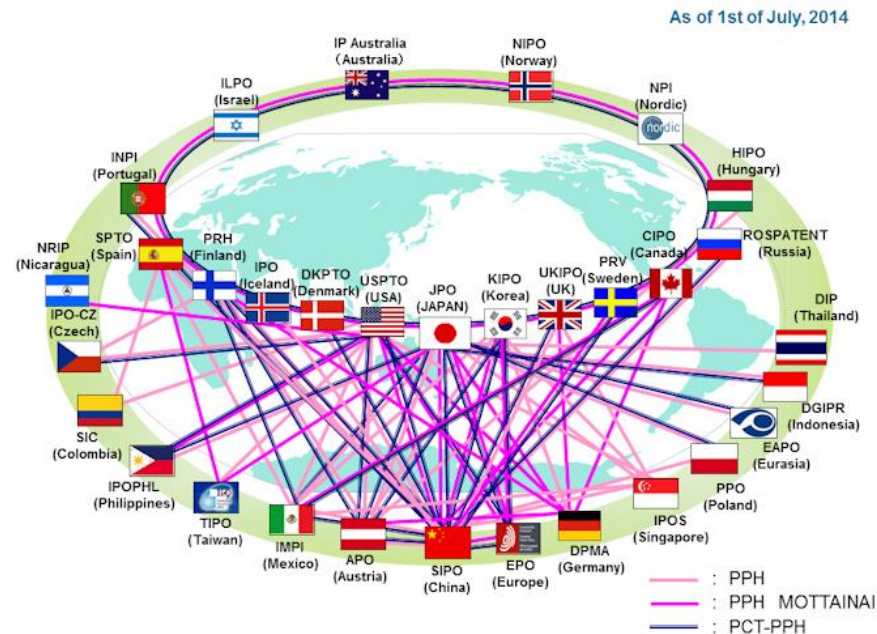 As of 1st of July, 2014
IP Australia
(Australia)
NIPO
(Norway)
ILPO
(Israel)
NPI
(Nordic)
nordic
INPI
(Portugal)
HIPO
(Hungary)
SPTO
(Spain)
PRH
(Finland)
IPO
(Iceland)
DKPTO
(Denmark)
USPTO
(USA)
JPO
(JAPAN)
KIPO
(Korea)
UKIPO
(UK)
PRV
(Sweden)
CIPO
(Canada)
ROSPATENT
(Russia)
NRIP
(Nicaragua)
IPO-CZ
(Czech)
DIP
(Thailand)
SIC
(Colombia)
DGIPR
(Indonesia)
IPOPHL
(Philippines)
EAPO
(Eurasia)
TIPO
(Taiwan)
PPO
(Poland)
IMPI
(Mexico)
IPOS
(Singapore)
APO
(Austria)
SIPO
(China)
EPO
(Europe)
DPMA
(Germany)
: PPH
: PPH MOTTAINAI
: PCT-PPH